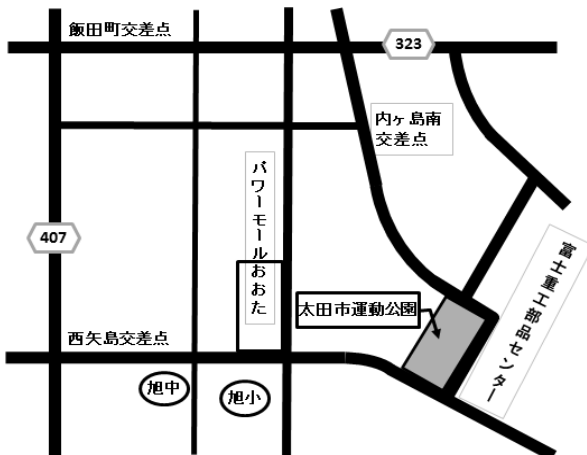 飯田町交差点
323
内ヶ島南
交差点
パワーモールおおた
407
富士重工部品センター
太田市運動公園
西矢島交差点
旭中
旭小